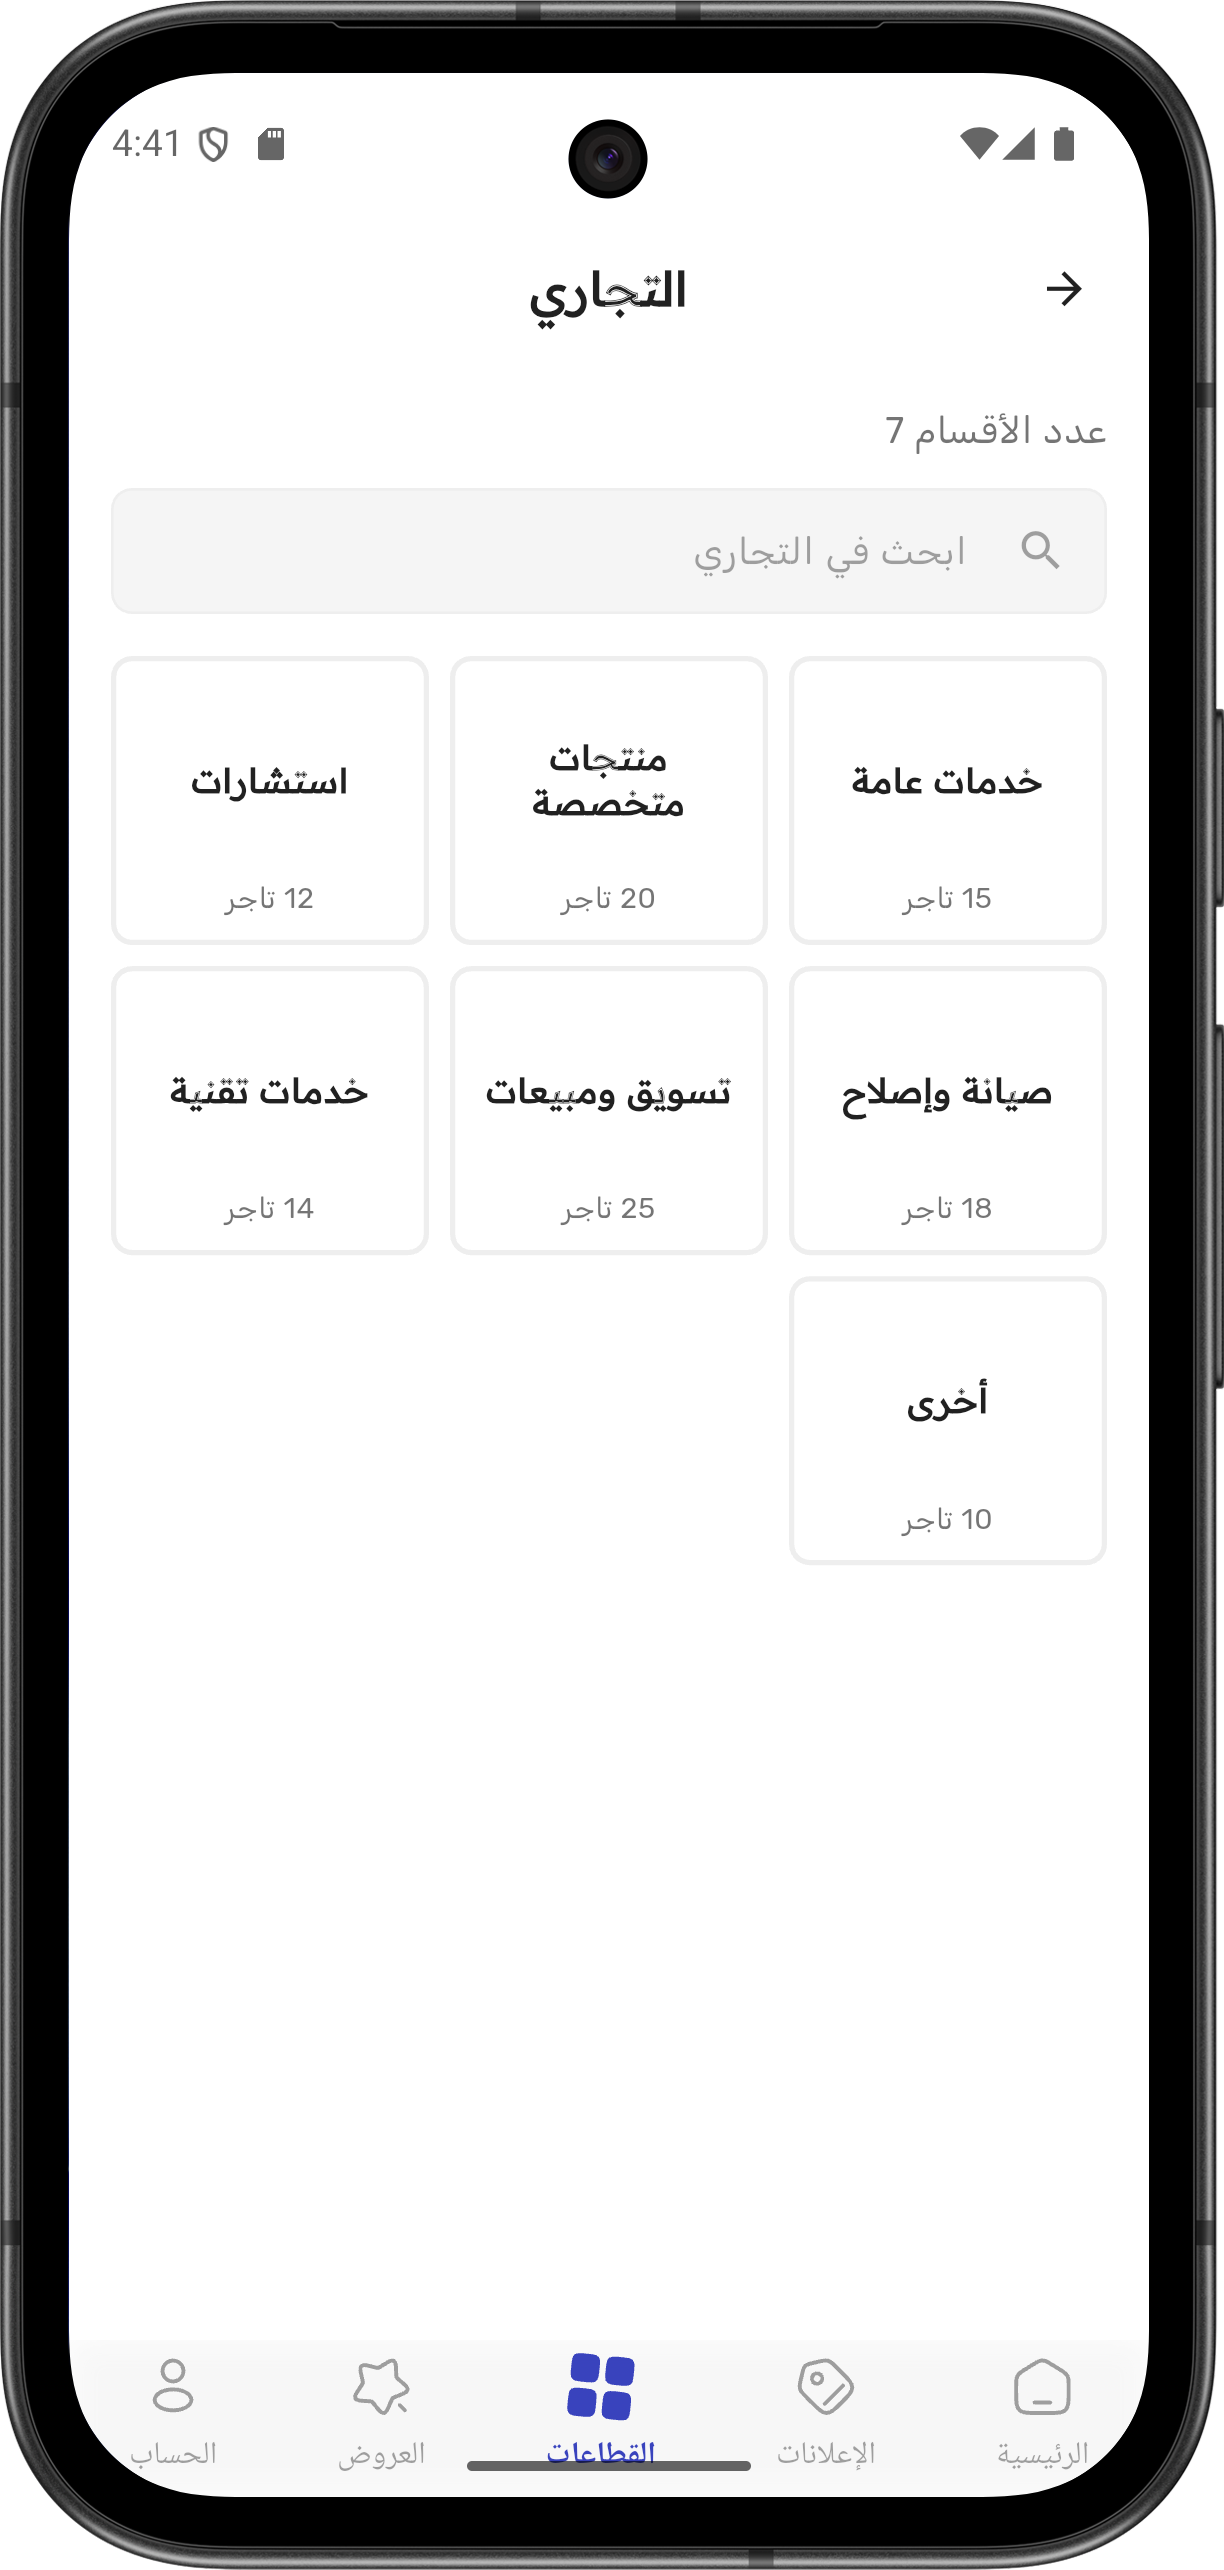 4:41
التجاري
عدد الأقسام 7
ابحث في التجاري
خدمات عامة
15 تاجر
منتجات
متخصصة
20 تاجر
استشارات
12 تاجر
صيانة وإصلاح
18 تاجر
تسويق ومبيعات
25 تاجر
خدمات تقنية
14 تاجر
أخرى
10 تاجر
الرئيسية
الإعلانات
القطاعات
العروض
الحساب